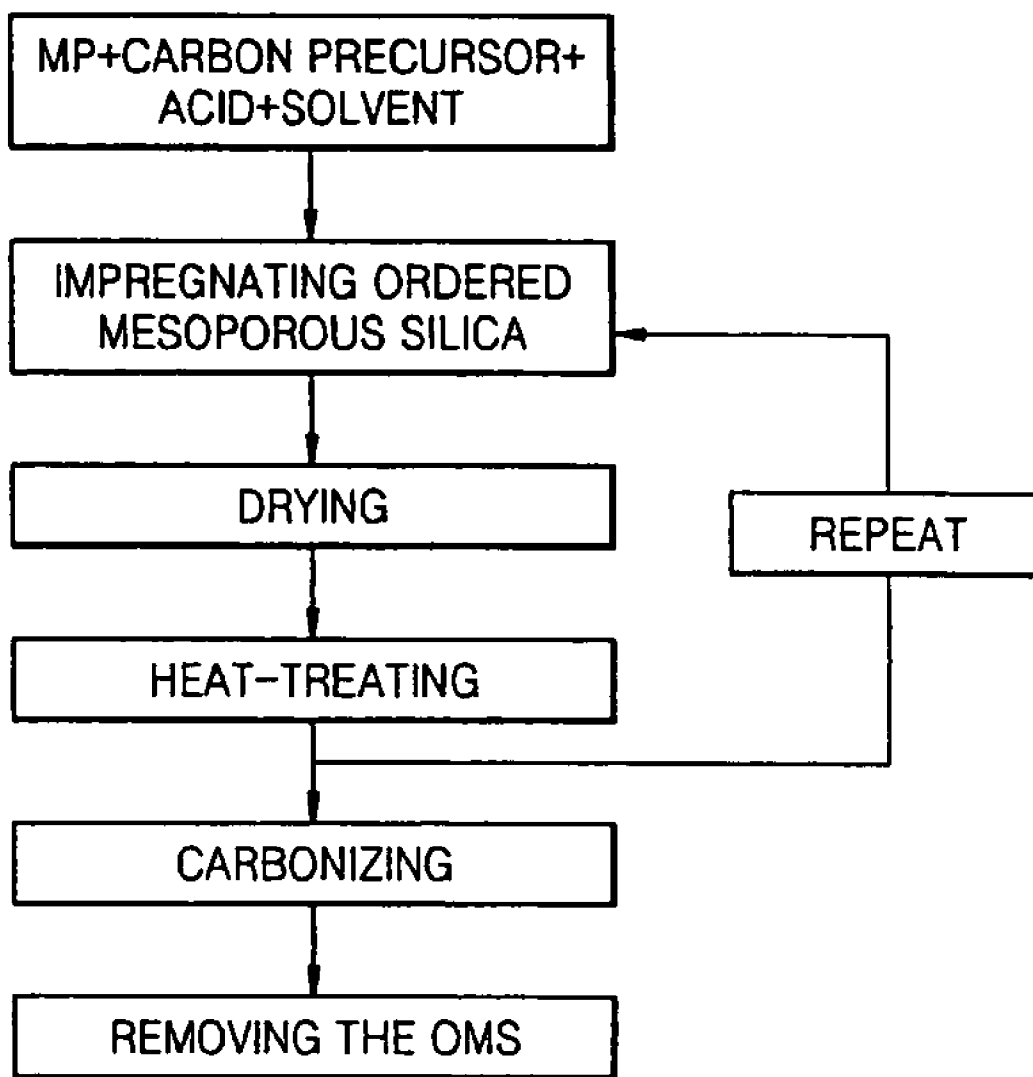 MP+CARBON PRECURSOR+
ACID+SOLVENT
IMPREGNATING ORDERED
MESOPOROUS SILICA
DRYING
REPEAT
HEAT-TREATING
CARBONIZING
REMOVING THE OMS